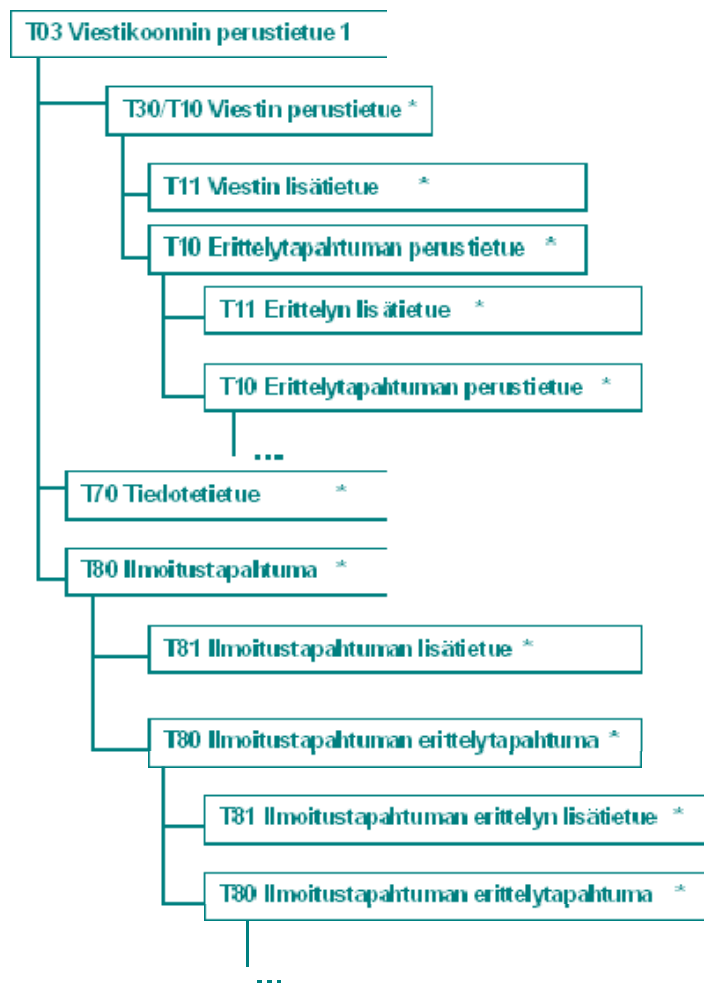 T03 Viestikoonnin perustietue 1
T30/T10 Viestin perustietue *
T11 Viestin lisätietue *
T10 Erittelytapahtuman perustietue *
T11 Erittelyn lisätietue *
T10 Erittelytapahtuman perustietue *
...
T70 Tiedotetietue *
T80 Ilmoitustapahtuma *
T81 Ilmoitustapahtuman lisätietue *
T80 Ilmoitustapahtuman erittelytapahtuma *
T81 Ilmoitustapahtuman erittelyn lisätietue *
T80 Ilmoitustapahtuman erittelytapahtuma *
...